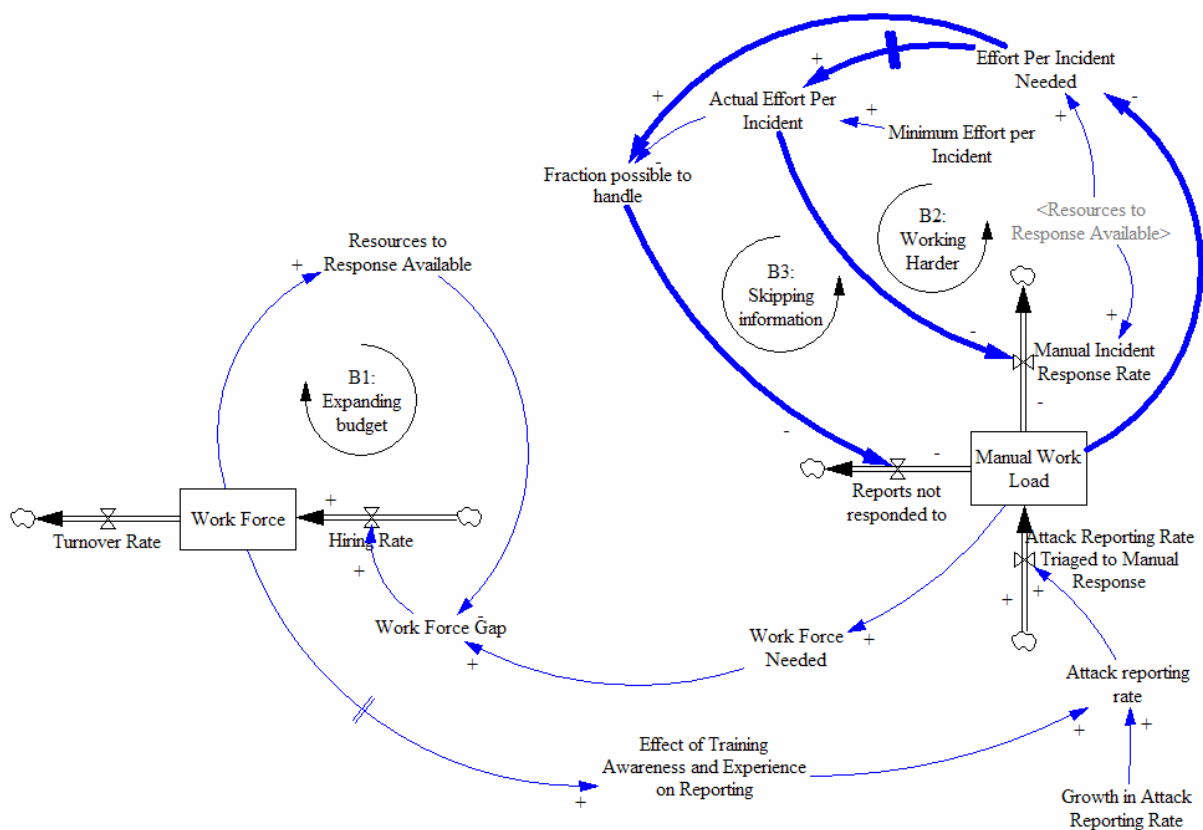 Effort Per Incident
Needed
+
-
+
Actual Effort Per
Incident
+
+
Minimum Effort per
Incident
+
-
Fraction possible to
handle
B2:
Working
Harder
<Resources to
Response Available>
Resources to
Response Available
+
B3:
Skipping
information
-
+
Manual Incident
Response Rate
B1:
Expanding
budget
-
-
-
Manual Work
Load
Reports not
responded to
Work Force
+
Turnover Rate
Hiring Rate
+
Attack Reporting Rate
Triaged to Manual
Response
+
+
-
Work Force Gap
+
Work Force
Needed
+
Attack reporting
rate
+
+
Effect of Training
Awareness and Experience
on Reporting
+
Growth in Attack
Reporting Rate